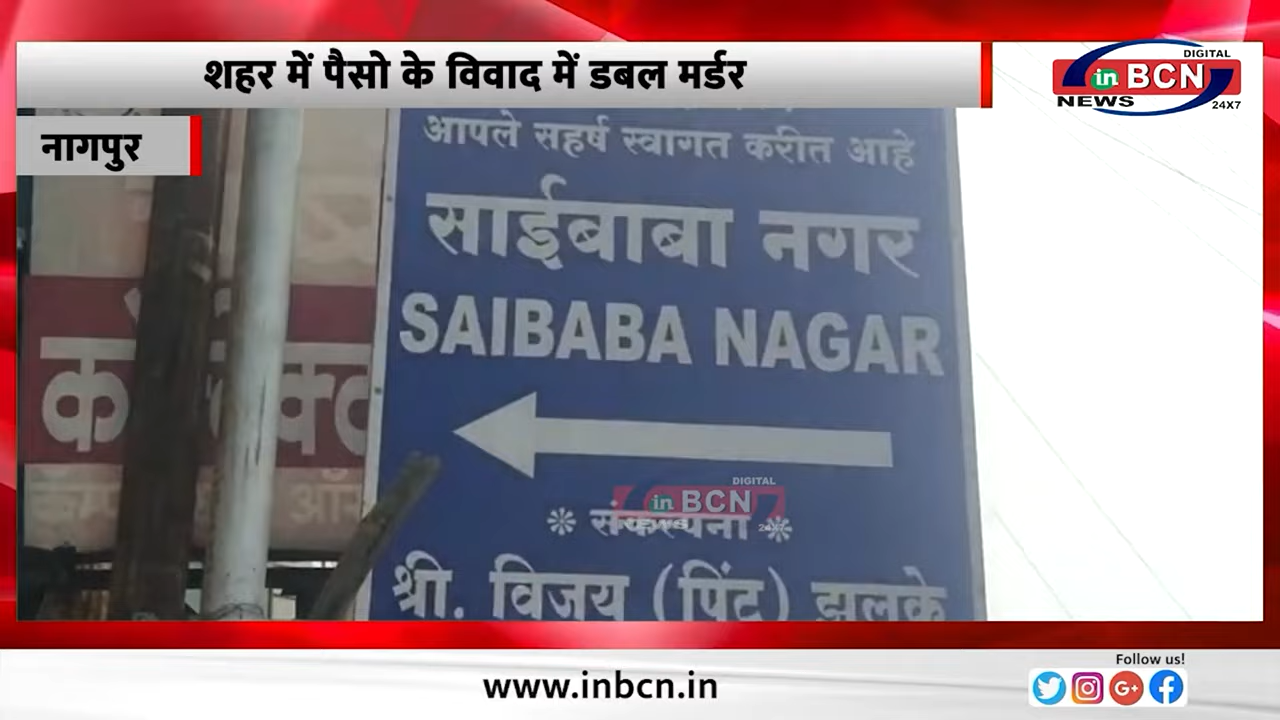 शहर में पैसो के विवाद में डबल मर्डर
DIGITAL
in BCN
NEWS 24X7
नागपुर
आपले सहर्ष स्वागत करीत आहे
साईबाबा नगर
SAIBABA NAGAR
DIGITAL
in BCN
NEWS 24X7
संकल्पना
श्री. विजय (पिंटू) झलके
Follow us!
www.inbcn.in